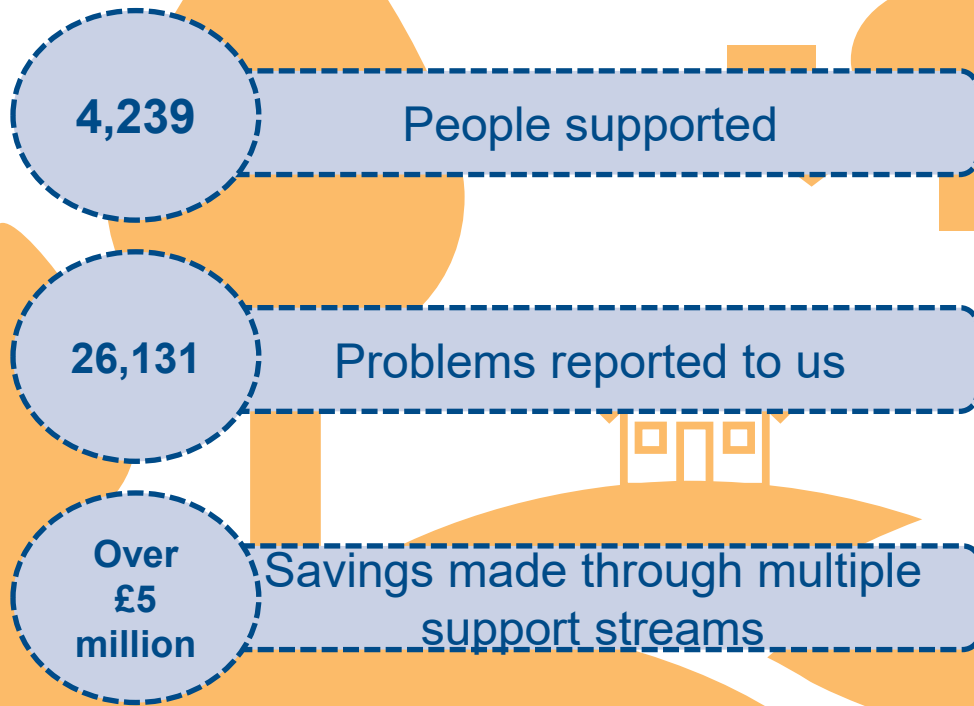 4,239
People supported
26,131
Problems reported to us
Over
£5
million
Savings made through multiple
support streams